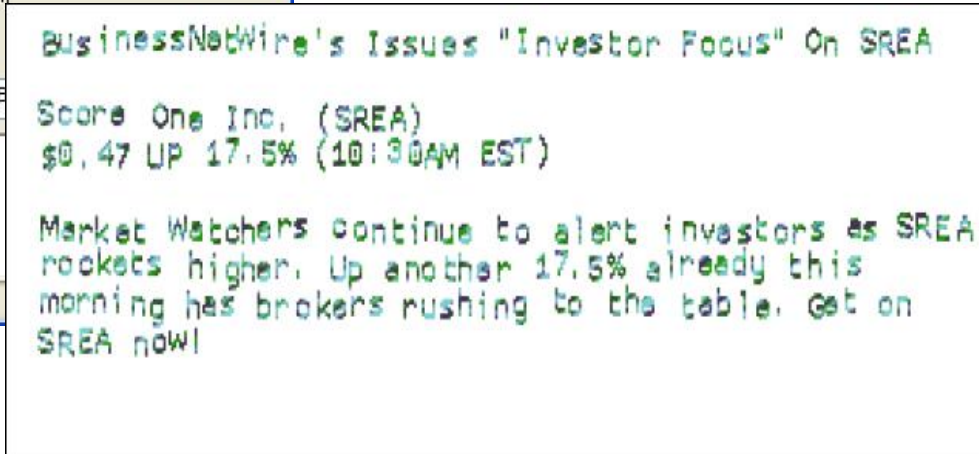 BusinessNetWire's Issues "Investor Focus" On SREA
Score One Inc. (SREA)
$0.47 UP 17.5% (10:30AM EST)
Market Watchers continue to alert investors as SREA
rockets higher. Up another 17.5% already this
morning has brokers rushing to the table. Get on
SREA now!